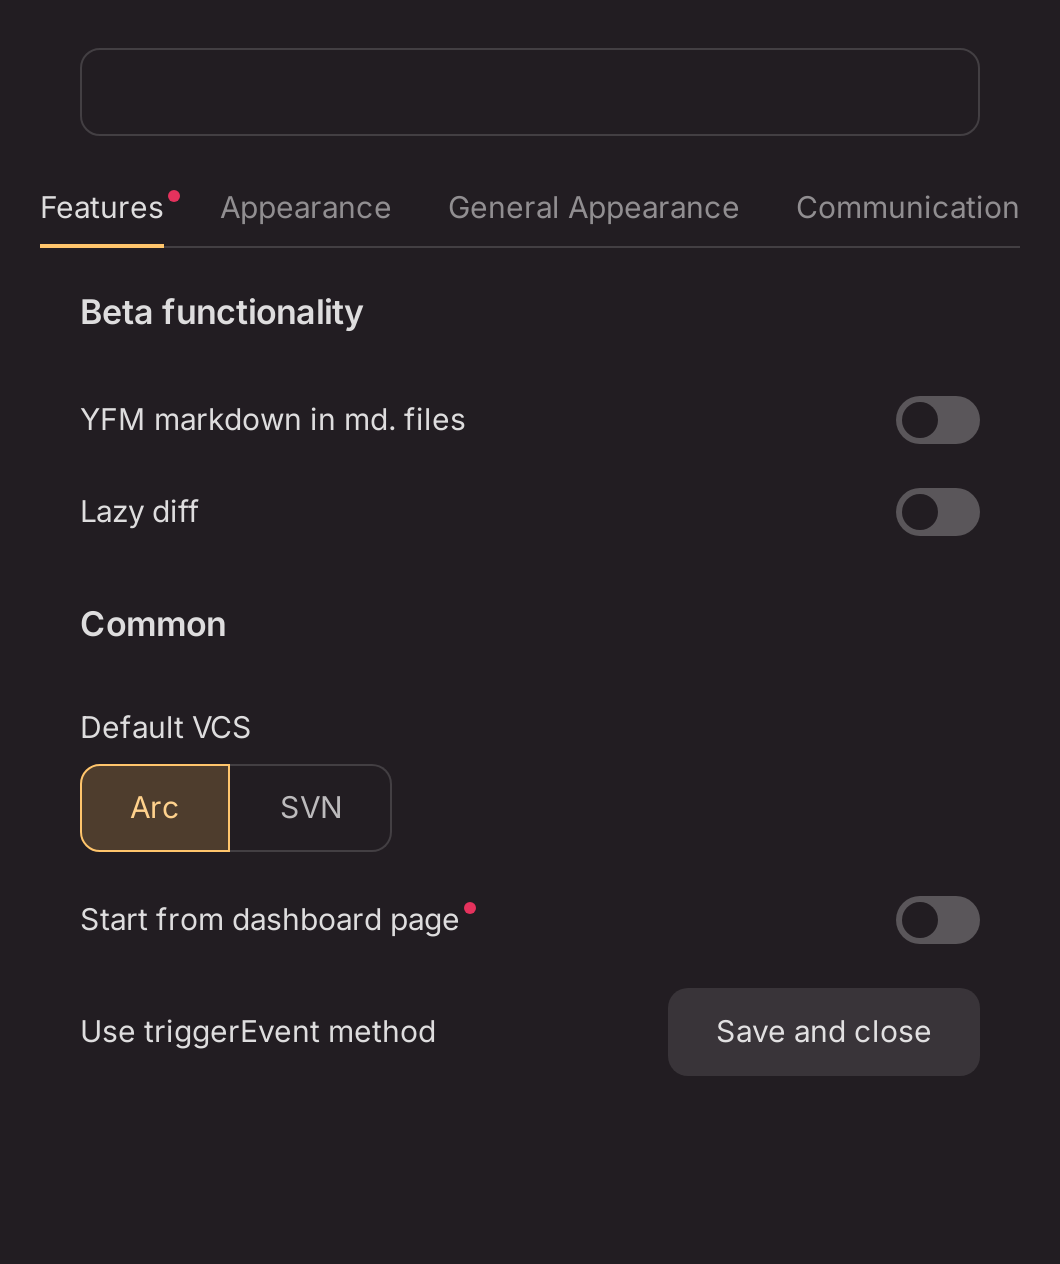 Features Appearance General Appearance Communication
Beta functionality
YFM markdown in md. files
Lazy diff
Common
Default VCS
Arc SVN
Start from dashboard page
Use triggerEvent method Save and close